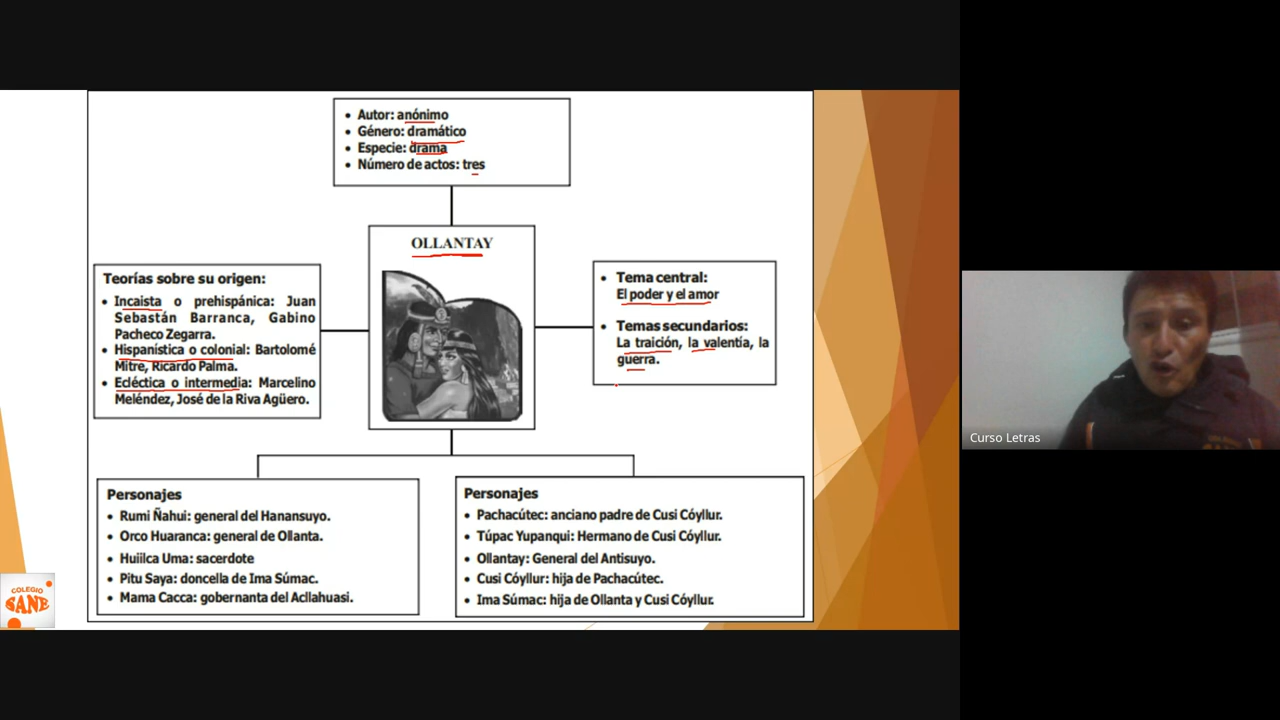 • Autor: anónimo
• Género: dramático
• Especie: drama
• Número de actos: tres
OLLANTAY
Teorías sobre su origen:
• Incaista o prehispánica: Juan
Sebastán Barranca, Gabino
Pacheco Zegarra.
• Hispanística o colonial: Bartolomé
Mitre, Ricardo Palma.
• Ecléctica o intermedia: Marcelino
Meléndez, José de la Riva Agüero.
• Tema central:
El poder y el amor
• Temas secundarios:
La traición, la valentía, la
guerra.
Personajes
• Rumi Ñahui: general del Hanansuyo.
• Orco Huaranca: general de Ollanta.
• Huiilca Uma: sacerdote
• Pitu Saya: doncella de Ima Súmac.
• Mama Cacca: gobernanta del Acllahuasi.
Personajes
• Pachacútec: anciano padre de Cusi Cóyllur.
• Túpac Yupanqui: Hermano de Cusi Cóyllur.
• Ollantay: General del Antisuyo.
• Cusi Cóyllur: hija de Pachacútec.
• Ima Súmac: hija de Ollanta y Cusi Cóyllur.
COLEGIO
SANE
Curso Letras